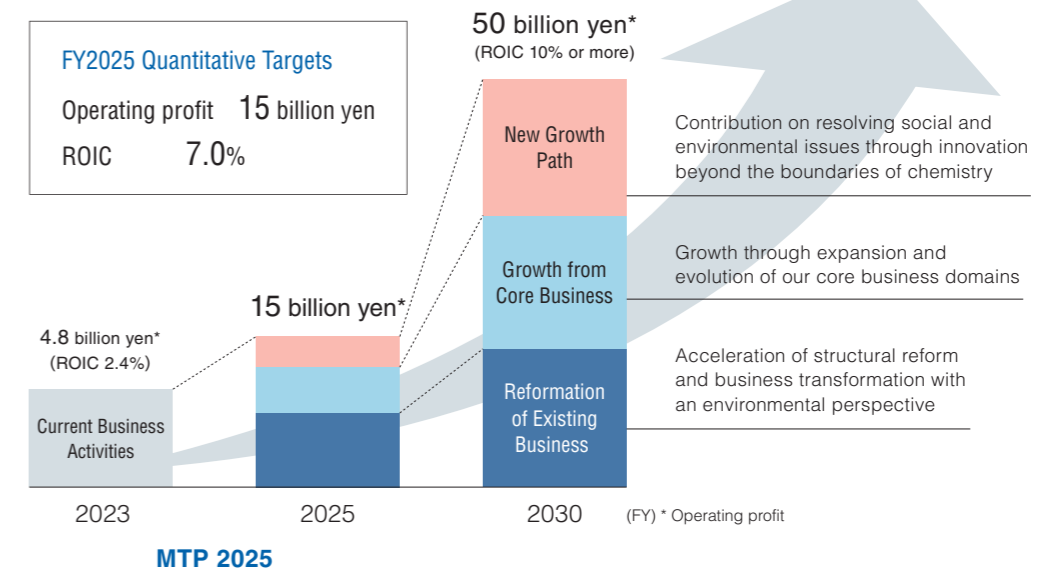 FY2025 Quantitative Targets
Operating profit 15 billion yen
ROIC 7.0%
50 billion yen*
(ROIC 10% or more)
New Growth
Path
Contribution on resolving social and
environmental issues through innovation
beyond the boundaries of chemistry
Growth from
Core Business
Growth through expansion and
evolution of our core business domains
15 billion yen*
4.8 billion yen*
(ROIC 2.4%)
Current Business
Activities
Reformation
of Existing
Business
Acceleration of structural reform
and business transformation with
an environmental perspective
2023
2025
2030
(FY) * Operating profit
MTP 2025